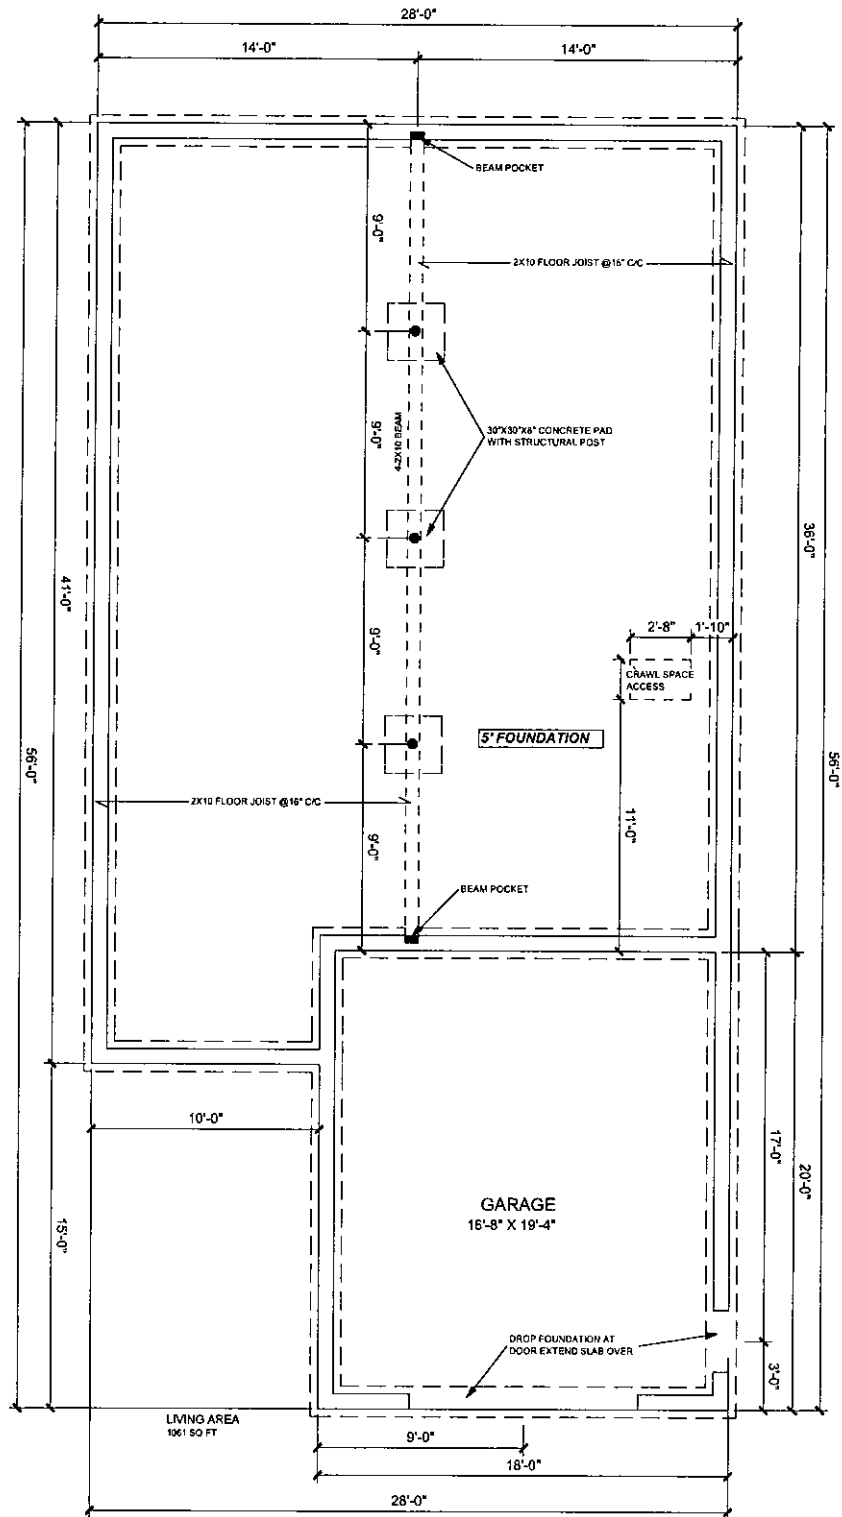 28'-0"
14'-0"
14'-0"
BEAM POCKET
9'-0"
2X10 FLOOR JOIST @16" C/C
9'-0"
4-2X10 BEAM
30"X30"X8" CONCRETE PAD
WITH STRUCTURAL POST
36'-0"
41'-0"
9'-0"
2'-8"
1'-10"
CRAWL SPACE
ACCESS
5' FOUNDATION
56'-0"
56'-0"
2X10 FLOOR JOIST @16" C/C
11'-0"
9'-0"
BEAM POCKET
10'-0"
17'-0"
20'-0"
GARAGE
16'-8" X 19'-4"
15'-0"
DROP FOUNDATION AT
DOOR EXTEND SLAB OVER
3'-0"
LIVING AREA
1061 SQ FT
9'-0"
18'-0"
28'-0"